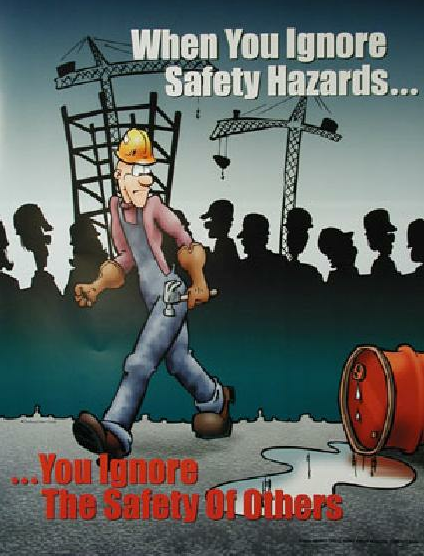 When You Ignore
Safety Hazards...
...You Ignore
The Safety Of Others